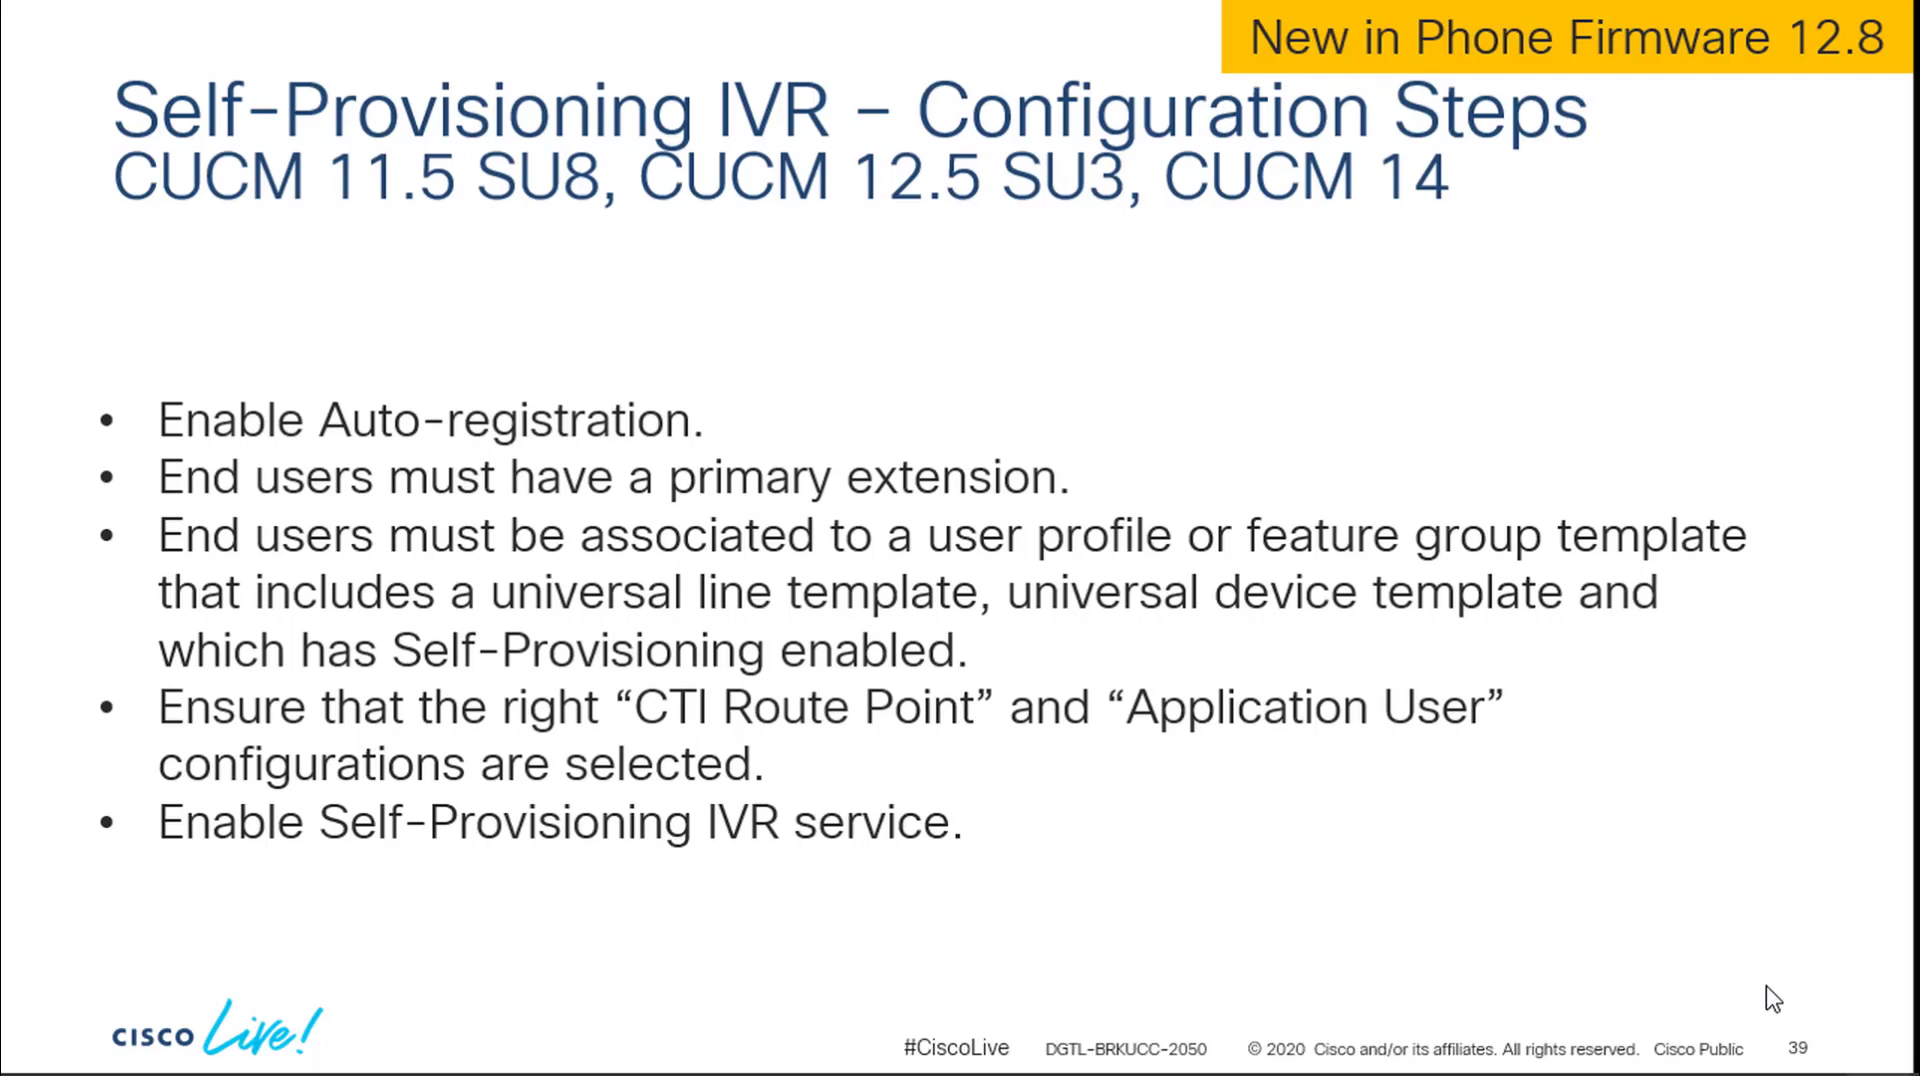 New in Phone Firmware 12.8
Self-Provisioning IVR – Configuration Steps
CUCM 11.5 SU8, CUCM 12.5 SU3, CUCM 14
• Enable Auto-registration.
• End users must have a primary extension.
• End users must be associated to a user profile or feature group template
that includes a universal line template, universal device template and
which has Self-Provisioning enabled.
• Ensure that the right “CTI Route Point” and “Application User”
configurations are selected.
• Enable Self-Provisioning IVR service.
CISCO Live!
#CiscoLive DGTL-BRKUCC-2050 © 2020 Cisco and/or its affiliates. All rights reserved. Cisco Public 39